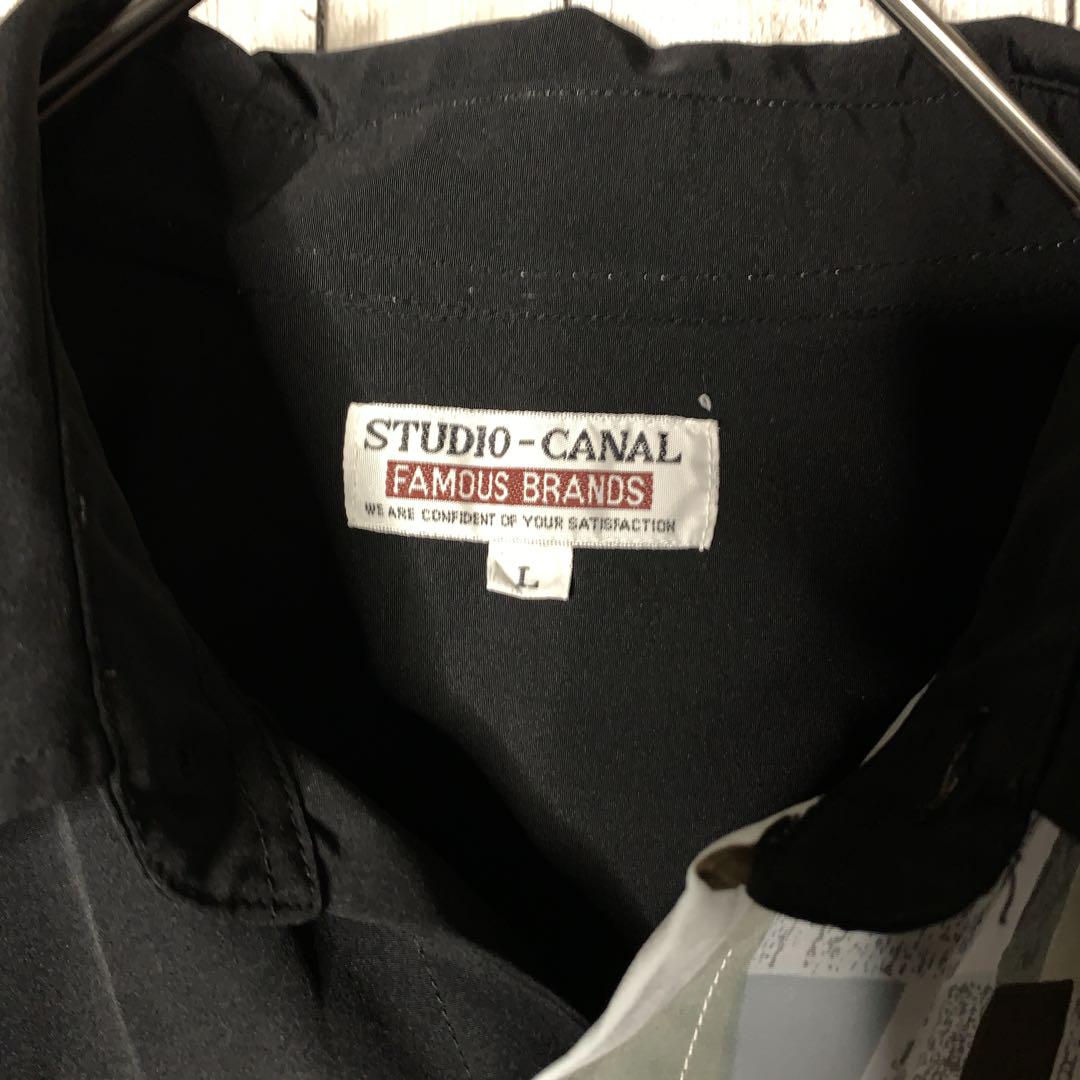 STUDIO-CANAL
FAMOUS BRANDS
WE ARE CONFIDENT OF YOUR SATISFACTION
L